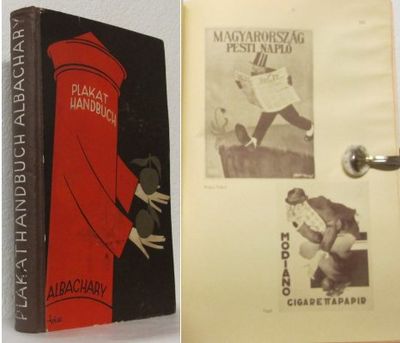 PLAKATHANDBUCH ALBACHARY
PLAKAT
HANDBUCH
ALBACHARY
MAGYARORSZÁG
PESTI NAPLÓ
MODIANO
CIGARETTAPAPIR